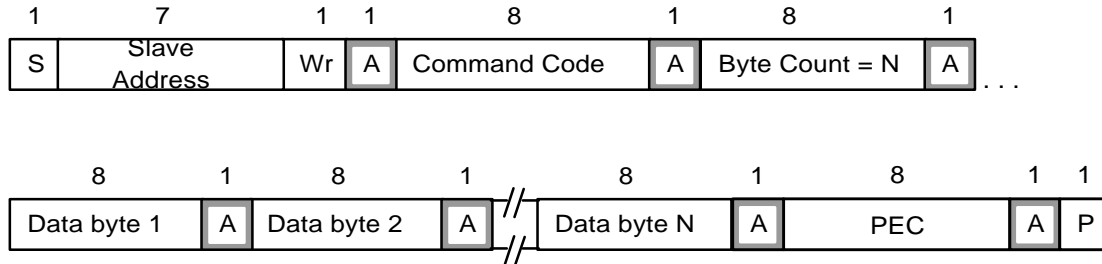 1 7 1 1 8 1 8 1
S Slave Address Wr A Command Code A Byte Count = N A . . .
8 1 8 1 8 1 8 1 1
Data byte 1 A Data byte 2 A Data byte N A PEC A P